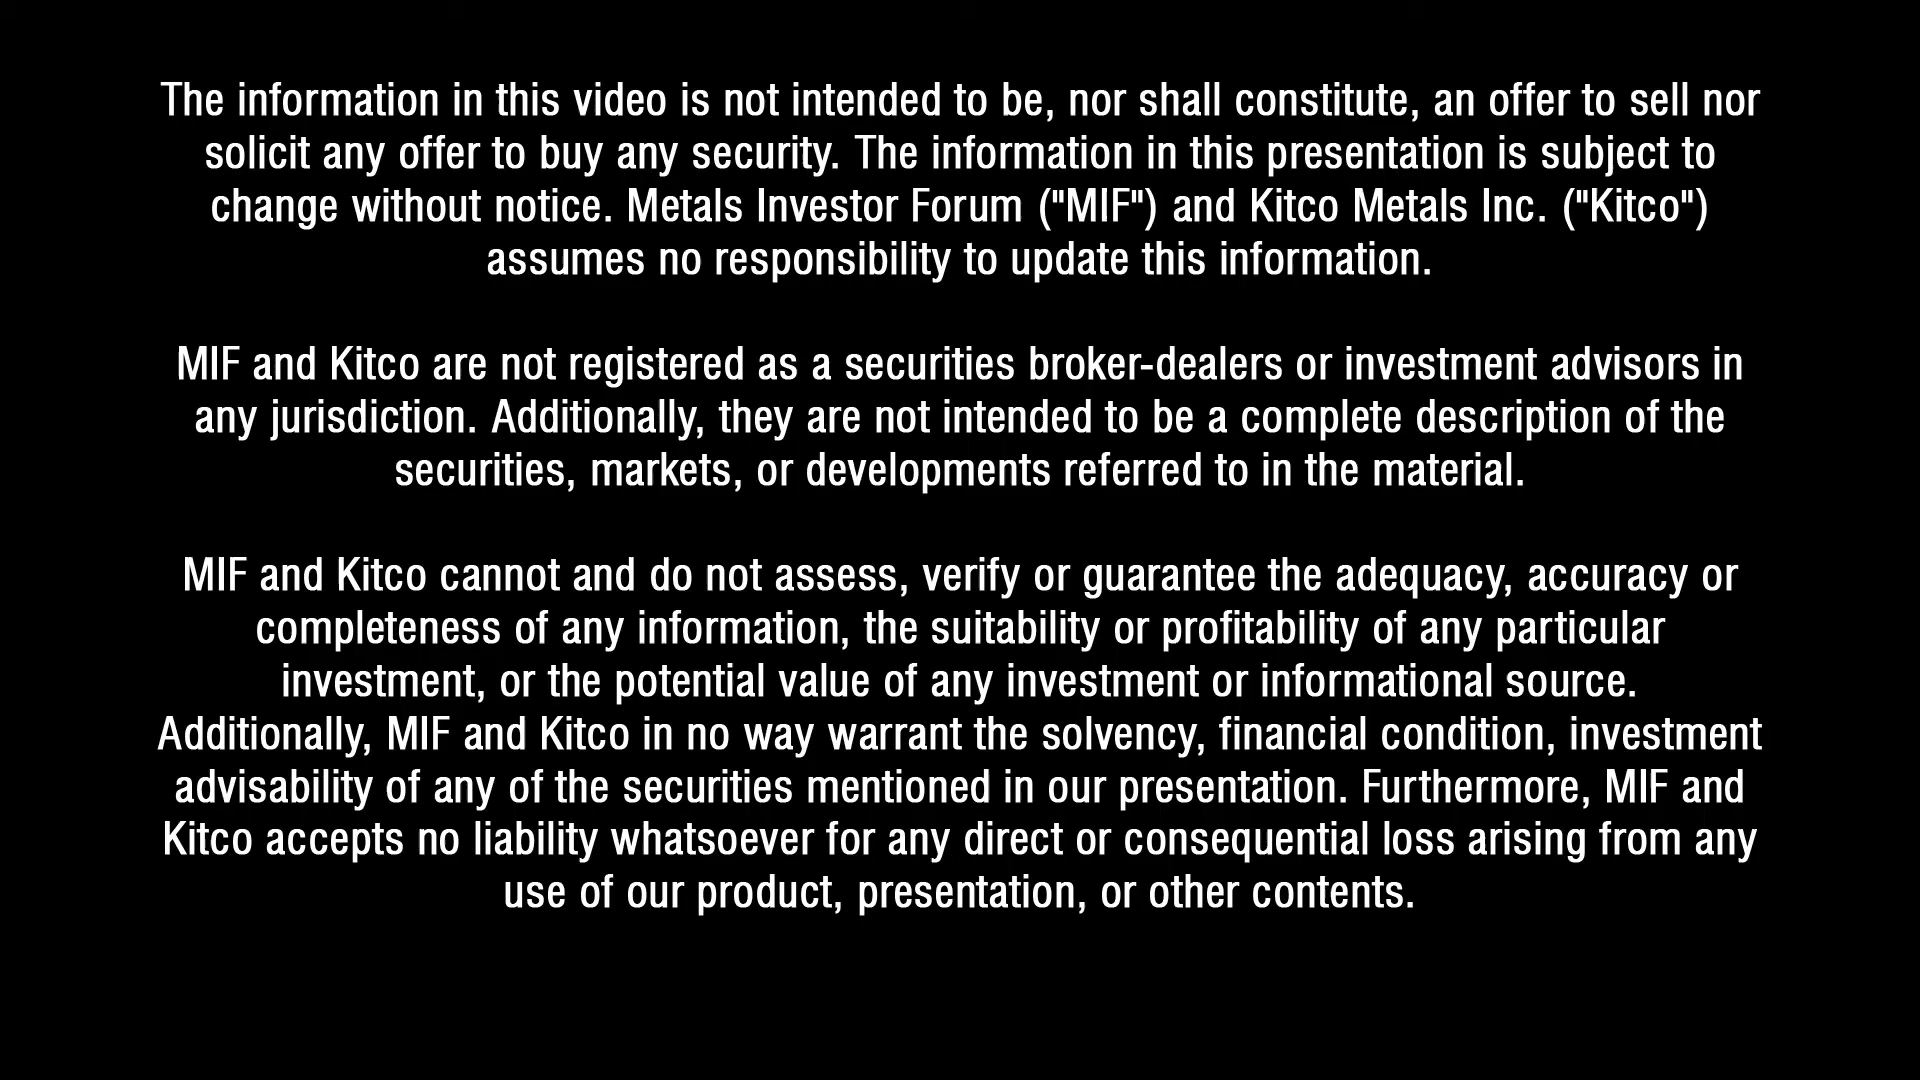 The information in this video is not intended to be, nor shall constitute, an offer to sell nor
solicit any offer to buy any security. The information in this presentation is subject to
change without notice. Metals Investor Forum ("MIF") and Kitco Metals Inc. ("Kitco")
assumes no responsibility to update this information.
MIF and Kitco are not registered as a securities broker-dealers or investment advisors in
any jurisdiction. Additionally, they are not intended to be a complete description of the
securities, markets, or developments referred to in the material.
MIF and Kitco cannot and do not assess, verify or guarantee the adequacy, accuracy or
completeness of any information, the suitability or profitability of any particular
investment, or the potential value of any investment or informational source.
Additionally, MIF and Kitco in no way warrant the solvency, financial condition, investment
advisability of any of the securities mentioned in our presentation. Furthermore, MIF and
Kitco accepts no liability whatsoever for any direct or consequential loss arising from any
use of our product, presentation, or other contents.